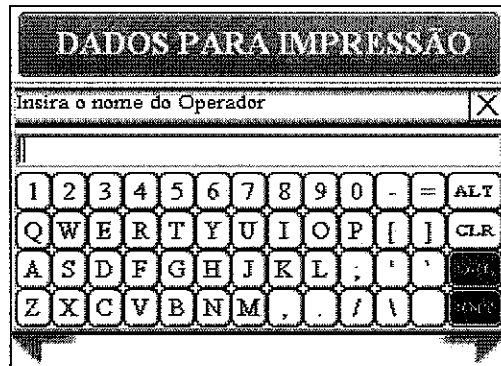 DADOS PARA IMPRESSÃO
Insira o nome do Operador X
1 2 3 4 5 6 7 8 9 0 - = ALT
Q W E R T Y U I O P [ ] CLR
A S D F G H J K L ; ' `
Z X C V B N M , . / \